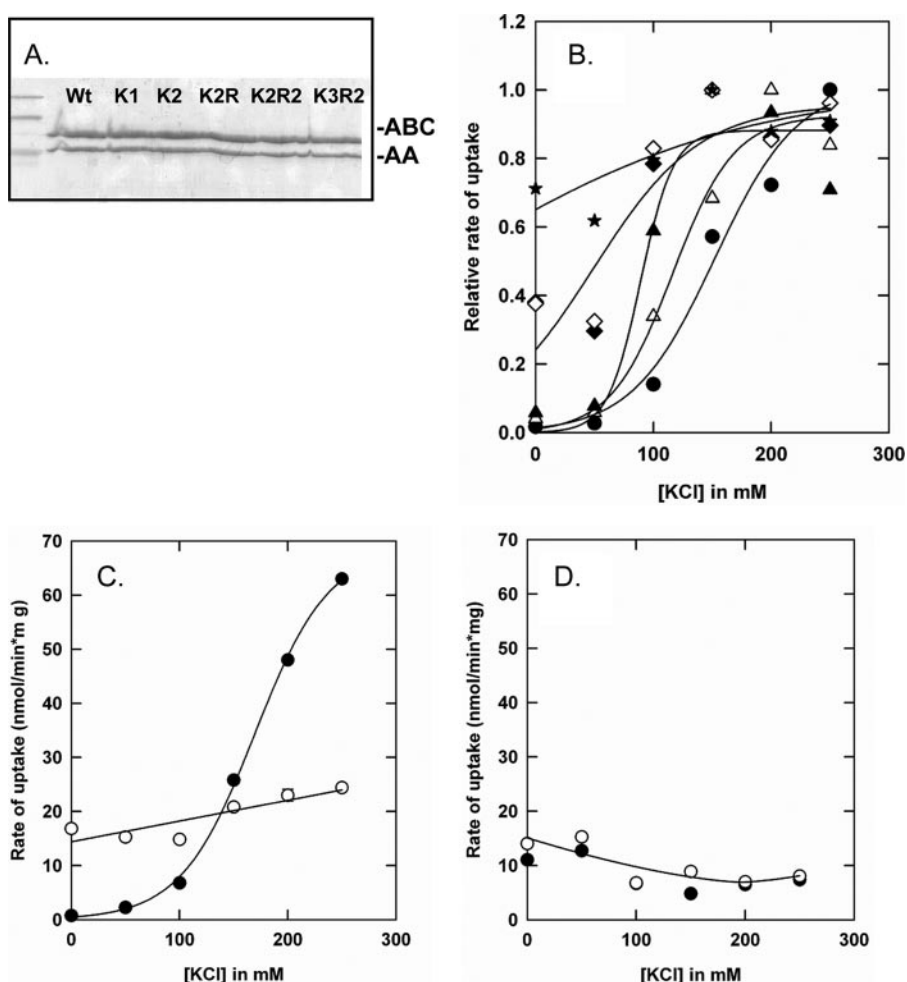 A.
Wt K1 K2 K2R K2R2 K3R2
-ABC
-AA
B.
Relative rate of uptake
1.2
1.0
0.8
0.6
0.4
0.2
0.0
0 100 200 300
[KCl] in mM
C.
Rate of uptake (nmol/min*m g)
70
60
50
40
30
20
10
0
0 100 200 300
[KCl] in mM
D.
Rate of uptake (nmol/min*mg)
70
60
50
40
30
20
10
0
0 100 200 300
[KCl] in mM